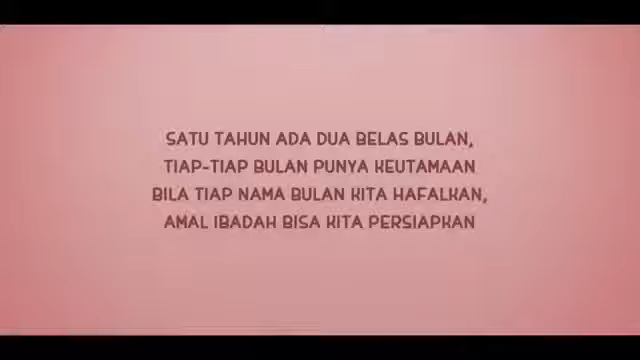 SATU TAHUN ADA DUA BELAS BULAN,
TIAP-TIAP BULAN PUNYA KEUTAMAAN
BILA TIAP NAMA BULAN KITA HAFALKAN,
AMAL IBADAH BISA KITA PERSIAPKAN